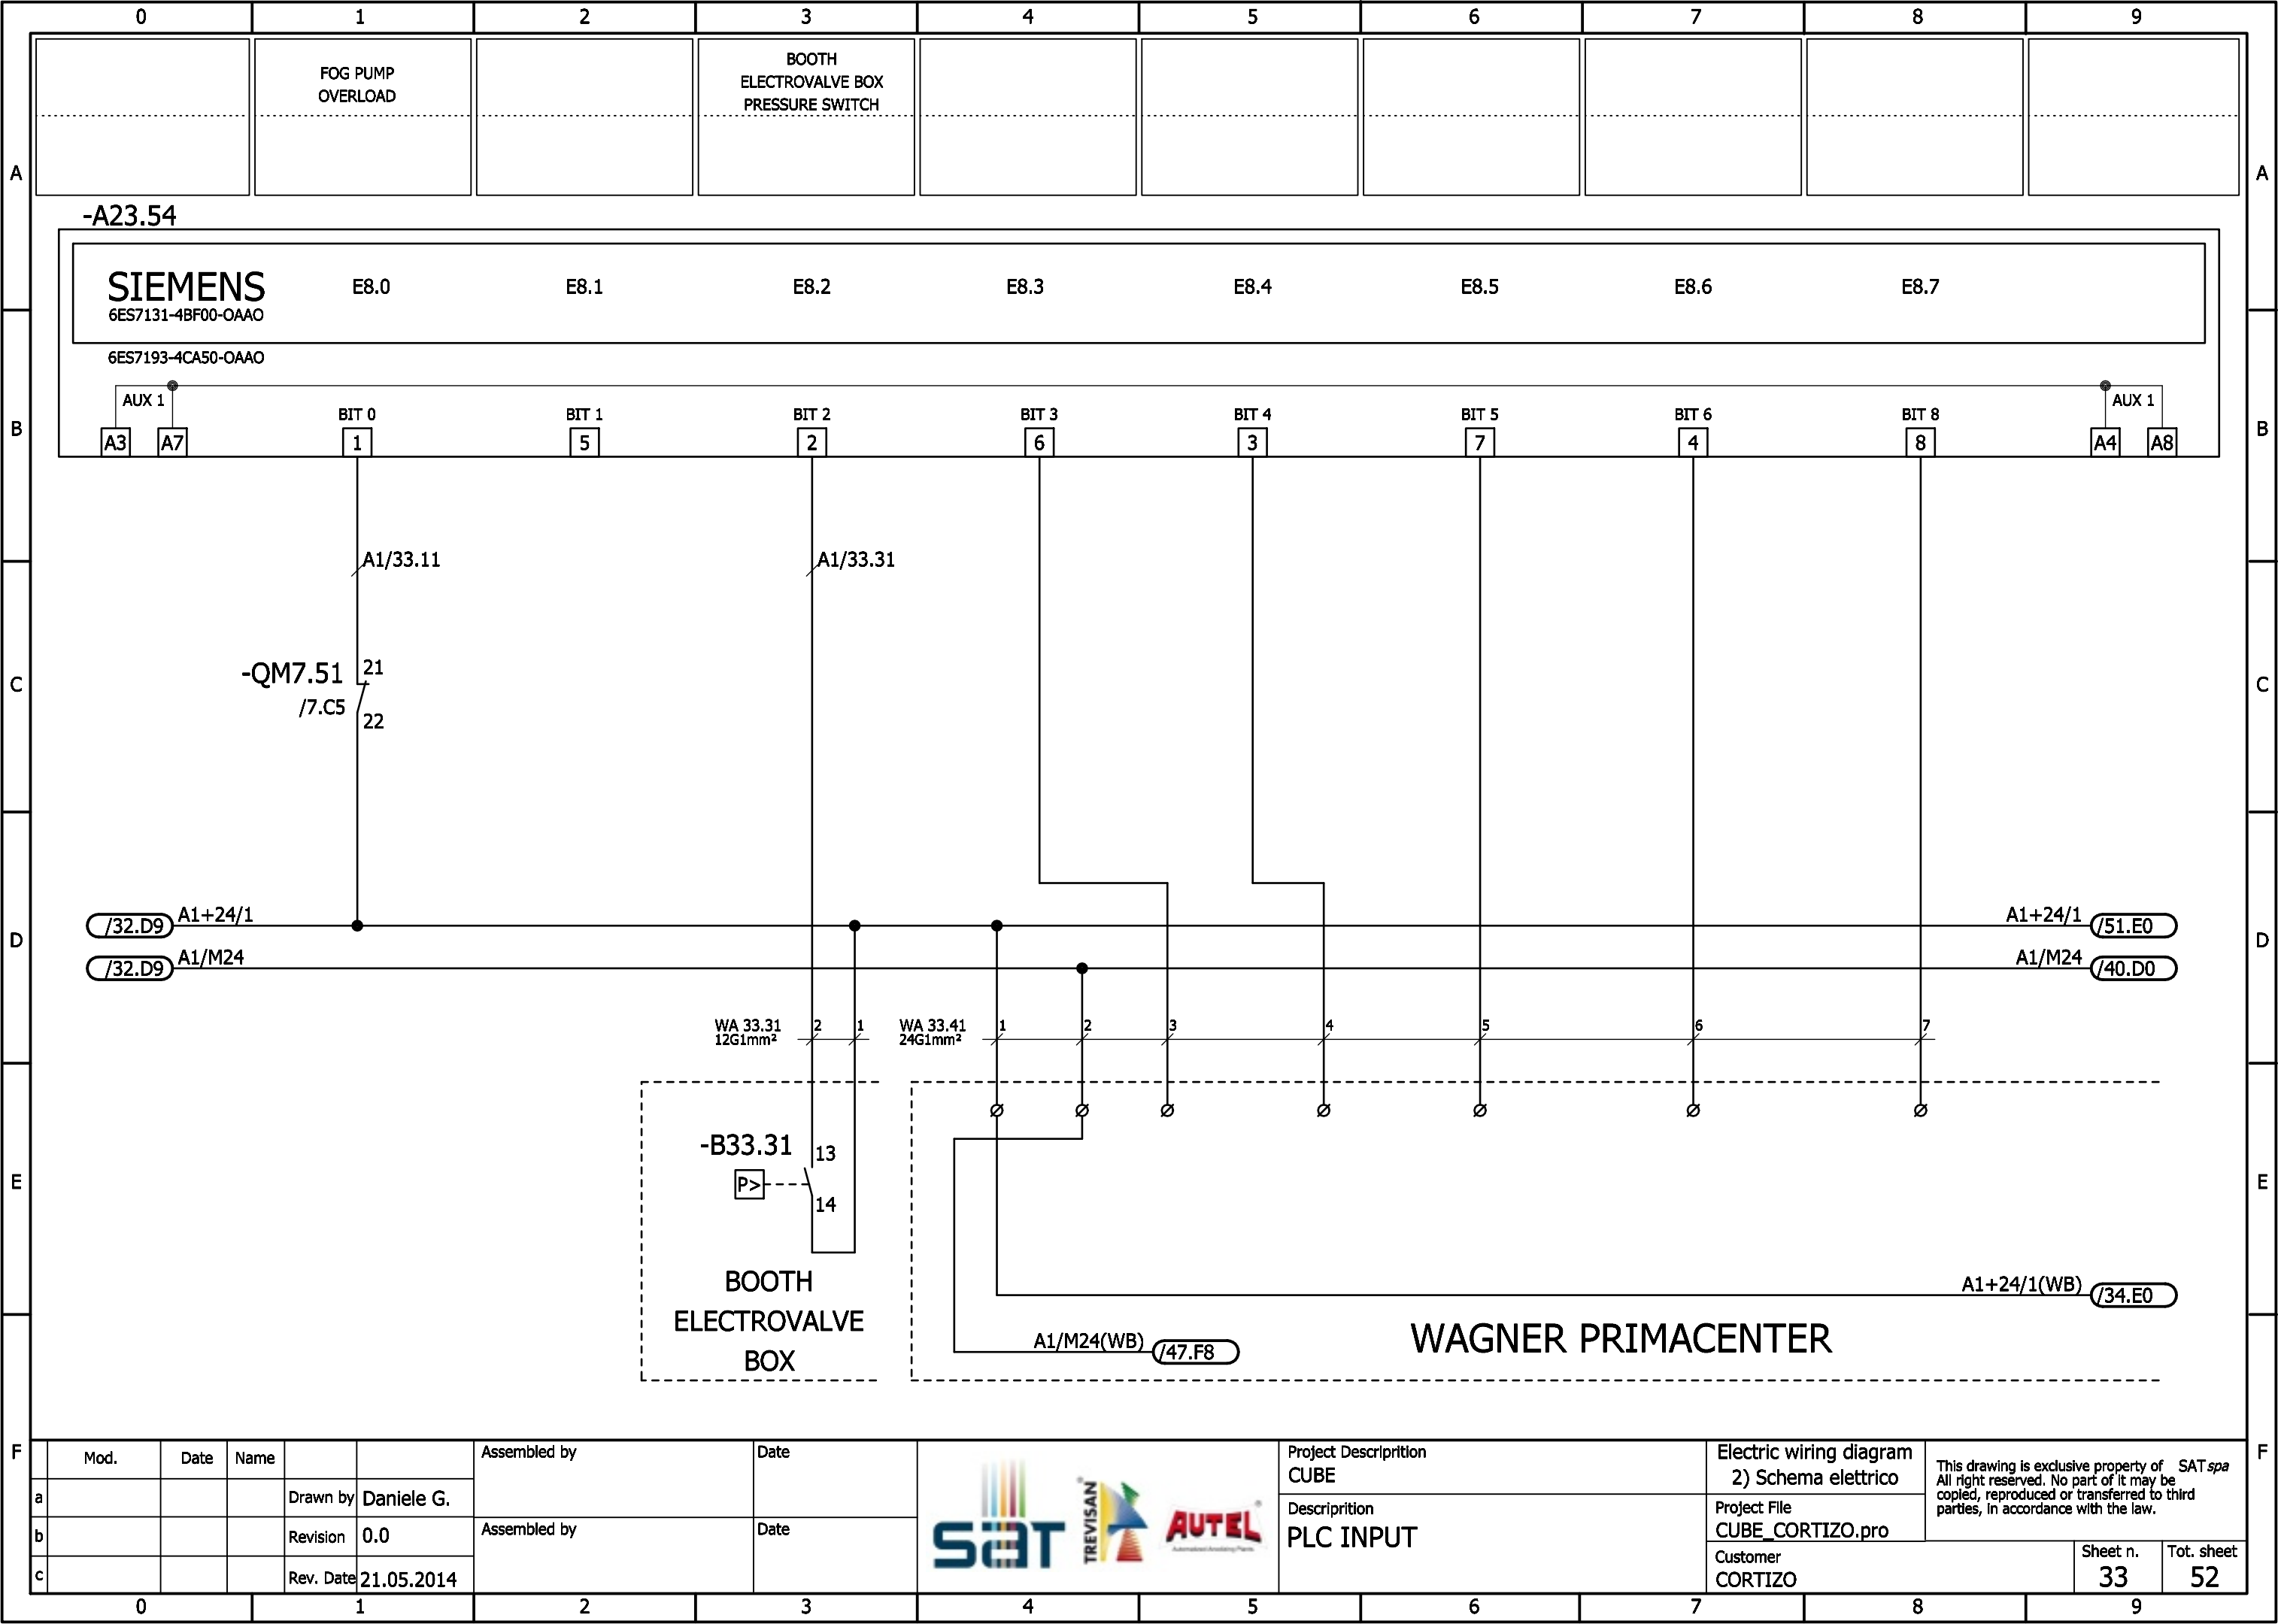 0 1 2 3 4 5 6 7 8 9
FOG PUMP
OVERLOAD
BOOTH
ELECTROVALVE BOX
PRESSURE SWITCH
A A
-A23.54
SIEMENS E8.0 E8.1 E8.2 E8.3 E8.4 E8.5 E8.6 E8.7
6ES7131-4BF00-OAAO
6ES7193-4CA50-OAAO
AUX 1 AUX 1
BIT 0 BIT 1 BIT 2 BIT 3 BIT 4 BIT 5 BIT 6 BIT 8
B A3 A7 1 5 2 6 3 7 4 8 A4 A8 B
A1/33.11 A1/33.31
-QM7.51 21
/7.C5
22
C C
/32.D9 A1+24/1 A1+24/1 /51.E0
D D
/32.D9 A1/M24 A1/M24 /40.D0
WA 33.31 2 1 WA 33.41 1 2 3 4 5 6 7
12G1mm² 24G1mm²
-B33.31 13
P>
14
E E
BOOTH
ELECTROVALVE
BOX
A1+24/1(WB) /34.E0
A1/M24(WB) /47.F8
WAGNER PRIMACENTER
F F
Mod. Date Name
a Drawn by Daniele G.
b Revision 0.0
c Rev. Date 21.05.2014
Assembled by Date
Assembled by Date
SAT
TREVISAN
AUTEL
Project Descriprition
CUBE
Descriprition
PLC INPUT
Electric wiring diagram
2) Schema elettrico
Project File
CUBE_CORTIZO.pro
Customer
CORTIZO
This drawing is exclusive property of SAT spa
All right reserved. No part of it may be
copied, reproduced or transferred to third
parties, in accordance with the law.
Sheet n. Tot. sheet
33 52
0 1 2 3 4 5 6 7 8 9